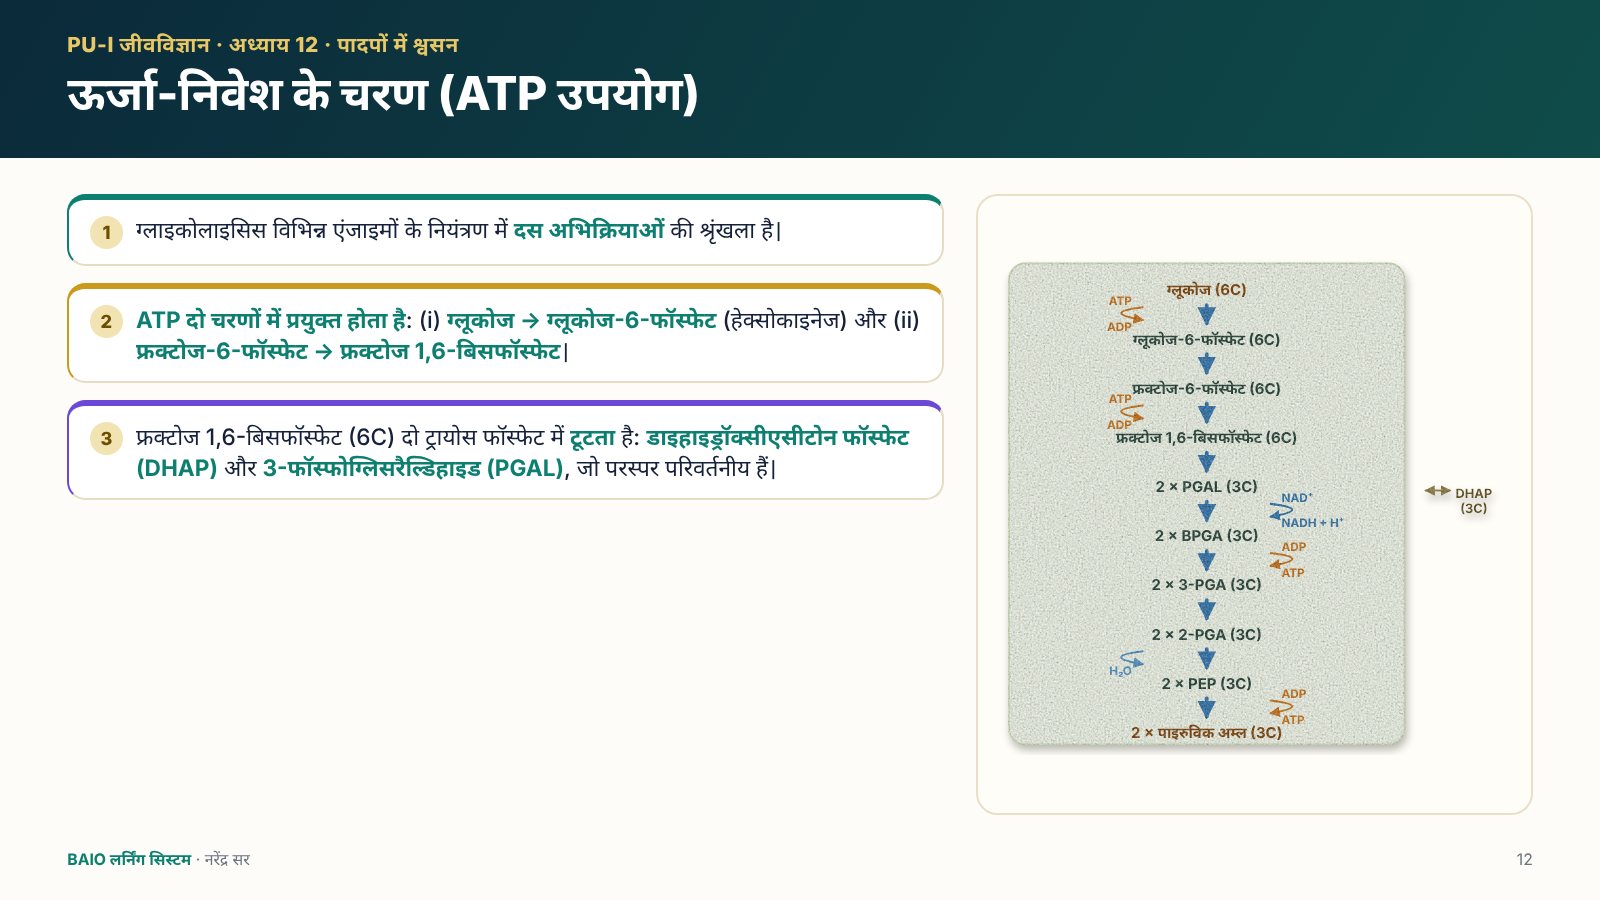 PU-I जीवविज्ञान · अध्याय 12 · पादपों में श्वसन
ऊर्जा-निवेश के चरण (ATP उपयोग)
1 ग्लाइकोलाइसिस विभिन्न एंजाइमों के नियंत्रण में दस अभिक्रियाओं की श्रृंखला है|
2 ATP दो चरणों में प्रयुक्त होता है: (i) ग्लूकोज → ग्लूकोज-6-फॉस्फेट (हेक्सोकाइनेज) और (ii)
फ्रक्टोज-6-फॉस्फेट → फ्रक्टोज 1,6-बिसफॉस्फेट|
3 फ्रक्टोज 1,6-बिसफॉस्फेट (6C) दो ट्रायोस फॉस्फेट में टूटता है: डाइहाइड्रॉक्सीएसीटोन फॉस्फेट
(DHAP) और 3-फॉस्फोग्लिसरैल्डिहाइड (PGAL), जो परस्पर परिवर्तनीय हैं|
ग्लूकोज (6C)
ATP
ADP
ग्लूकोज-6-फॉस्फेट (6C)
फ्रक्टोज-6-फॉस्फेट (6C)
ATP
ADP
फ्रक्टोज 1,6-बिसफॉस्फेट (6C)
2 × PGAL (3C)
DHAP
(3C)
NAD⁺
NADH + H⁺
2 × BPGA (3C)
ADP
ATP
2 × 3-PGA (3C)
2 × 2-PGA (3C)
H₂O
2 × PEP (3C)
ADP
ATP
2 × पाइरुविक अम्ल (3C)
BAIO लर्निंग सिस्टम · नरेंद्र सर
12